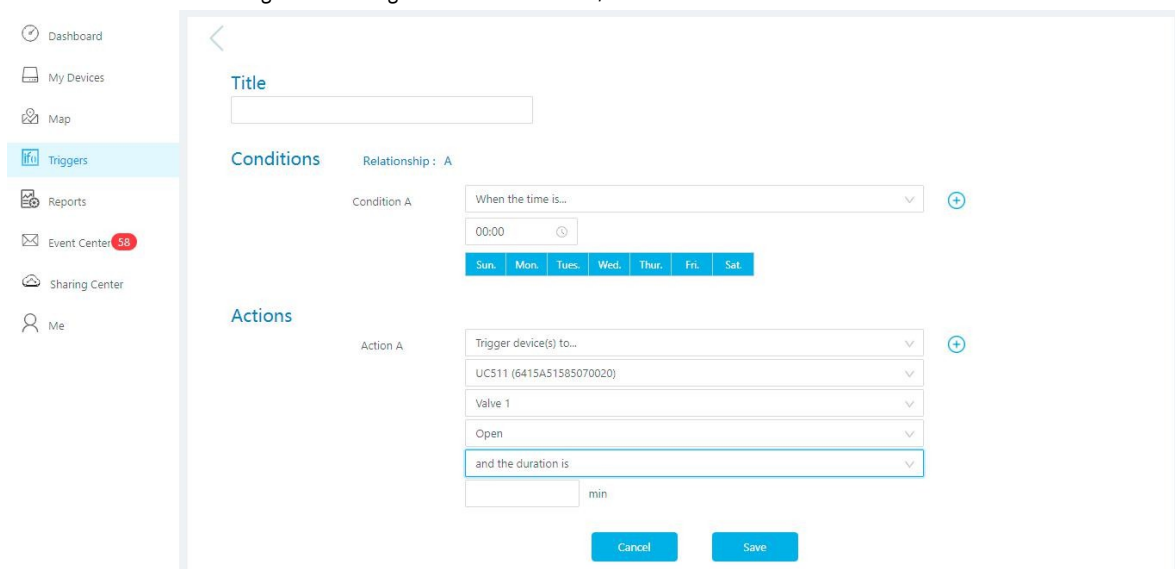 Dashboard
My Devices
Map
Triggers
Reports
Event Center 58
Sharing Center
Me
Title
Conditions Relationship : A
Condition A When the time is...
00:00
Sun. Mon. Tues. Wed. Thur. Fri. Sat.
Actions
Action A Trigger device(s) to...
UC511 (6415A51585070020)
Valve 1
Open
and the duration is
min
Cancel Save